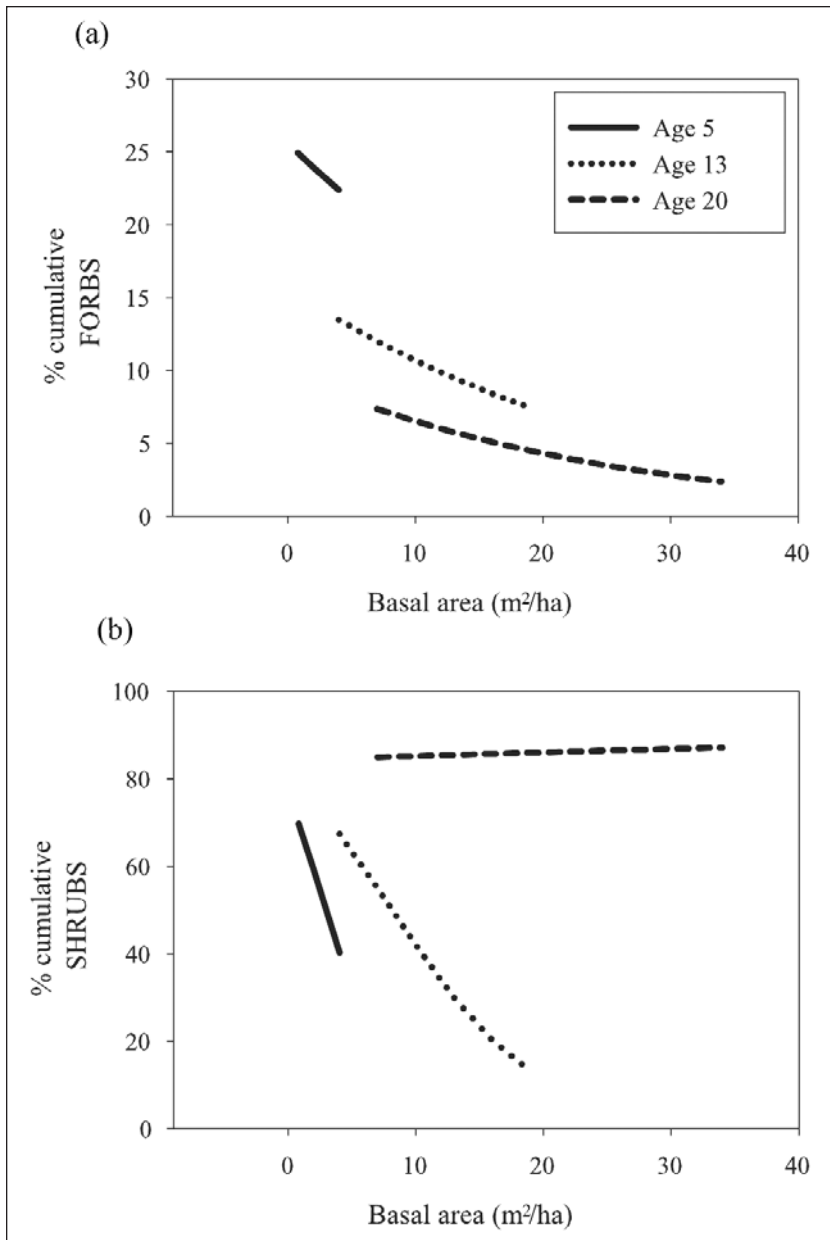 (a)
30
25
20
15
10
5
0
% cumulative
FORBS
Age 5
Age 13
Age 20
0 10 20 30 40
Basal area (m²/ha)
(b)
100
80
60
40
20
0
% cumulative
SHRUBS
0 10 20 30 40
Basal area (m²/ha)